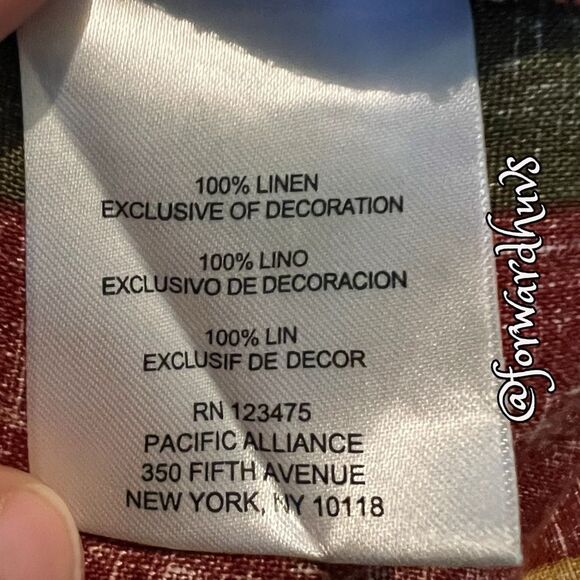 100% LINEN
EXCLUSIVE OF DECORATION
100% LINO
EXCLUSIVO DE DECORACION
100% LIN
EXCLUSIF DE DECOR
RN 123475
PACIFIC ALLIANCE
350 FIFTH AVENUE
NEW YORK, NY 10118
@forwardhuvs